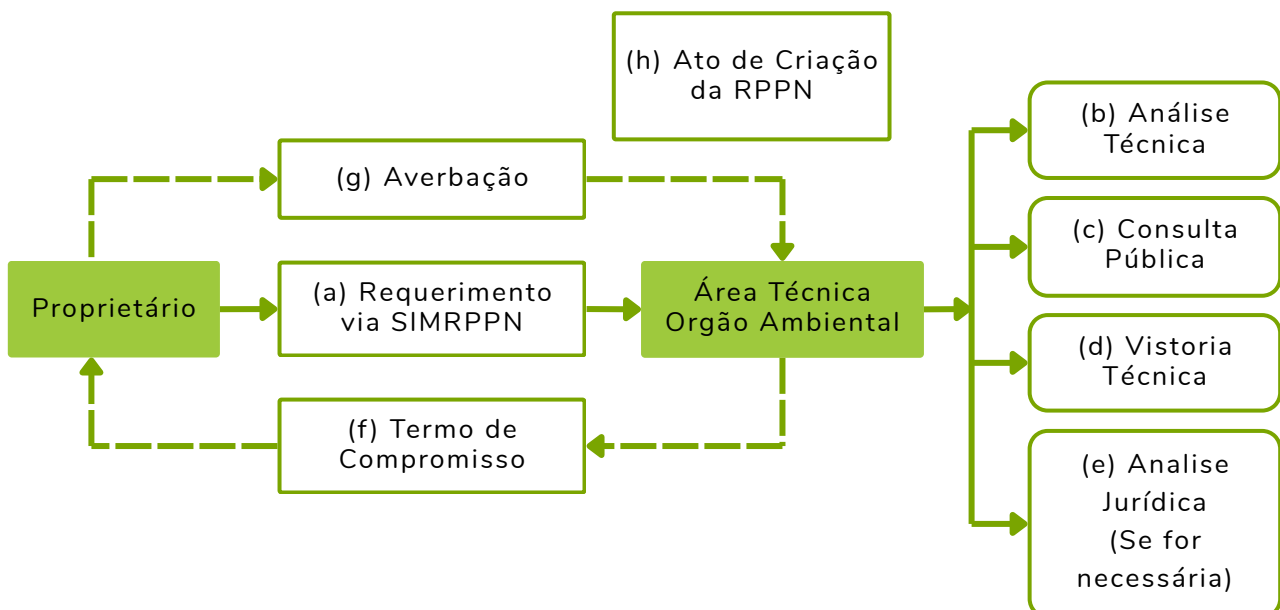 (h) Ato de Criação
da RPPN
(b) Análise
Técnica
(g) Averbação
(c) Consulta
Pública
Proprietário
(a) Requerimento
via SIMRPPN
Área Técnica
Orgão Ambiental
(d) Vistoria
Técnica
(f) Termo de
Compromisso
(e) Analise
Jurídica
(Se for
necessária)